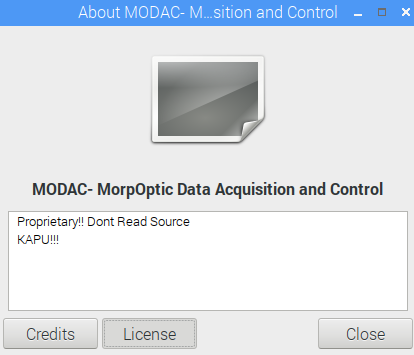 About MODAC- M...sition and Control
MODAC- MorpOptic Data Acquisition and Control
Proprietary!! Dont Read Source
KAPU!!!
Credits
License
Close